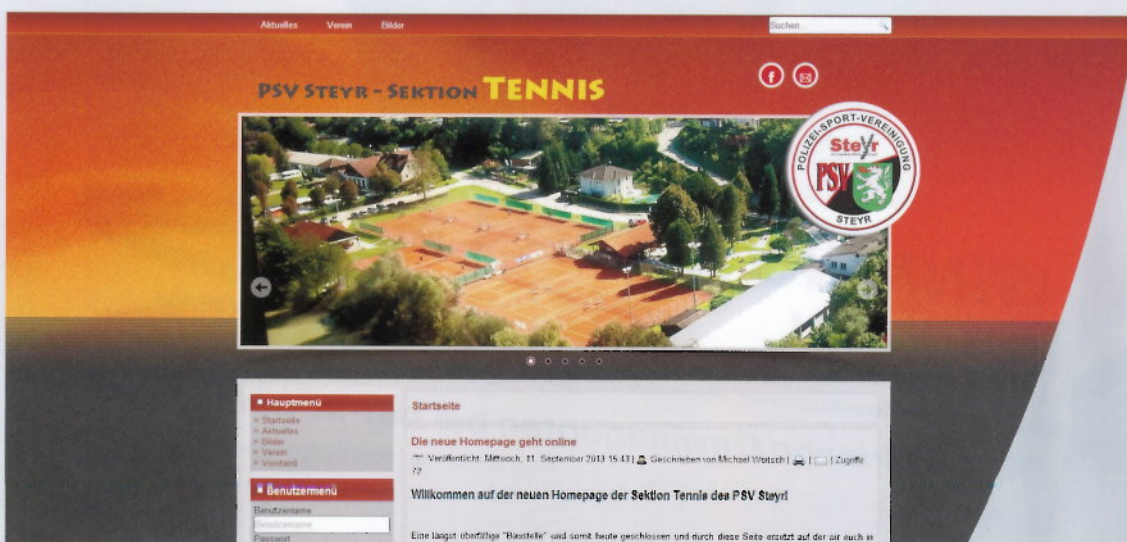 Aktuelles Verein Bilder
Suchen...
PSV STEYR - SEKTION TENNIS
POLIZEI-SPORT-VEREINIGUNG
Steyr
PSV
STEYR
Hauptmenü
» Startseite
» Aktuelles
» Bilder
» Verein
» Vorstand
Benutzermenü
Benutzername
Benutzername
Passwort
Startseite
Die neue Homepage geht online
Veröffentlicht: Mittwoch, 11. September 2013 15:43 | Geschrieben von Michael | | | Zugriffe:
72
Willkommen auf der neuen Homepage der Sektion Tennis des PSV Steyr!
Eine längst überfällige "Baustelle" wird somit heute geschlossen und durch diese Seite ersetzt auf der wir euch in